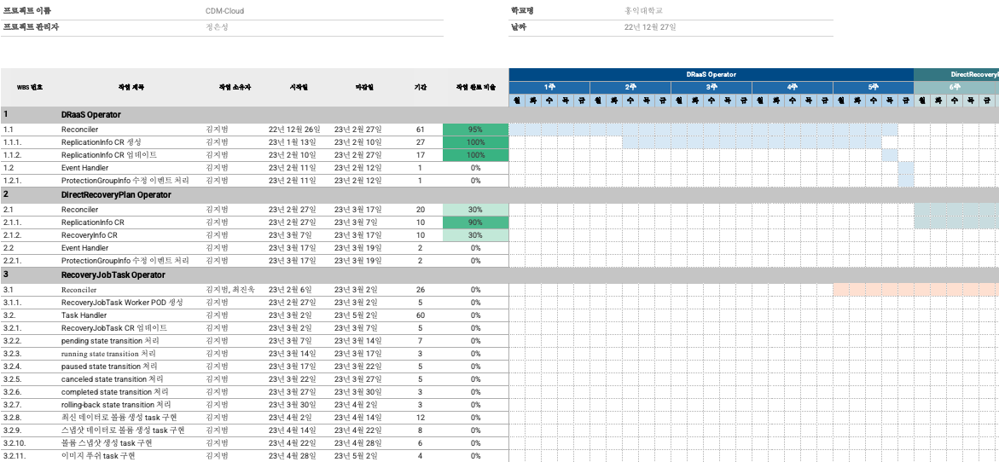 프로젝트 이름 CDM-Cloud 학교명 홍익대학교
프로젝트 관리자 정은성 날짜 22년 12월 27일
DRaaS Operator DirectRecoveryP
WBS 번호 작업 제목 작업 소유자 시작일 마감일 기간 작업 완료 비율 1주 2주 3주 4주 5주 6주
월 화 수 목 금 월 화 수 목 금 월 화 수 목 금 월 화 수 목 금 월 화 수 목 금 월 화 수 목 금
1 DRaaS Operator
1.1 Reconciler 김지범 22년 12월 26일 23년 2월 27일 61 95%
1.1.1. ReplicationInfo CR 생성 김지범 23년 1월 13일 23년 2월 10일 27 100%
1.1.2. ReplicationInfo CR 업데이트 김지범 23년 2월 10일 23년 2월 27일 17 100%
1.2 Event Handler 김지범 23년 2월 11일 23년 2월 12일 1 0%
1.2.1. ProtectionGroupInfo 수정 이벤트 처리 김지범 23년 2월 11일 23년 2월 12일 1 0%
2 DirectRecoveryPlan Operator
2.1 Reconciler 김지범 23년 2월 27일 23년 3월 17일 20 30%
2.1.1. ReplicationInfo CR 김지범 23년 2월 27일 23년 3월 7일 10 90%
2.1.2. RecoveryInfo CR 김지범 23년 3월 7일 23년 3월 17일 10 30%
2.2 Event Handler 김지범 23년 3월 17일 23년 3월 19일 2 0%
2.2.1. ProtectionGroupInfo 수정 이벤트 처리 김지범 23년 3월 17일 23년 3월 19일 2 0%
3 RecoveryJobTask Operator
3.1 Reconciler 김지범, 최진욱 23년 2월 6일 23년 3월 2일 26 0%
3.1.1. RecoveryJobTask Worker POD 생성 김지범 23년 2월 27일 23년 3월 2일 5 0%
3.2. Task Handler 김지범 23년 3월 2일 23년 5월 2일 60 0%
3.2.1. RecoveryJobTask CR 업데이트 김지범 23년 3월 2일 23년 3월 7일 5 0%
3.2.2. pending state transition 처리 김지범 23년 3월 7일 23년 3월 14일 7 0%
3.2.3. running state transition 처리 김지범 23년 3월 14일 23년 3월 17일 3 0%
3.2.4. paused state transition 처리 김지범 23년 3월 17일 23년 3월 22일 5 0%
3.2.5. canceled state transition 처리 김지범 23년 3월 22일 23년 3월 27일 5 0%
3.2.6. completed state transition 처리 김지범 23년 3월 27일 23년 3월 30일 3 0%
3.2.7. rolling-back state transition 처리 김지범 23년 3월 30일 23년 4월 2일 3 0%
3.2.8. 최신 데이터로 볼륨 생성 task 구현 김지범 23년 4월 2일 23년 4월 14일 12 0%
3.2.9. 스냅샷 데이터로 볼륨 생성 task 구현 김지범 23년 4월 14일 23년 4월 22일 8 0%
3.2.10. 볼륨 스냅샷 생성 task 구현 김지범 23년 4월 22일 23년 4월 28일 6 0%
3.2.11. 이미지 푸쉬 task 구현 김지범 23년 4월 28일 23년 5월 2일 4 0%